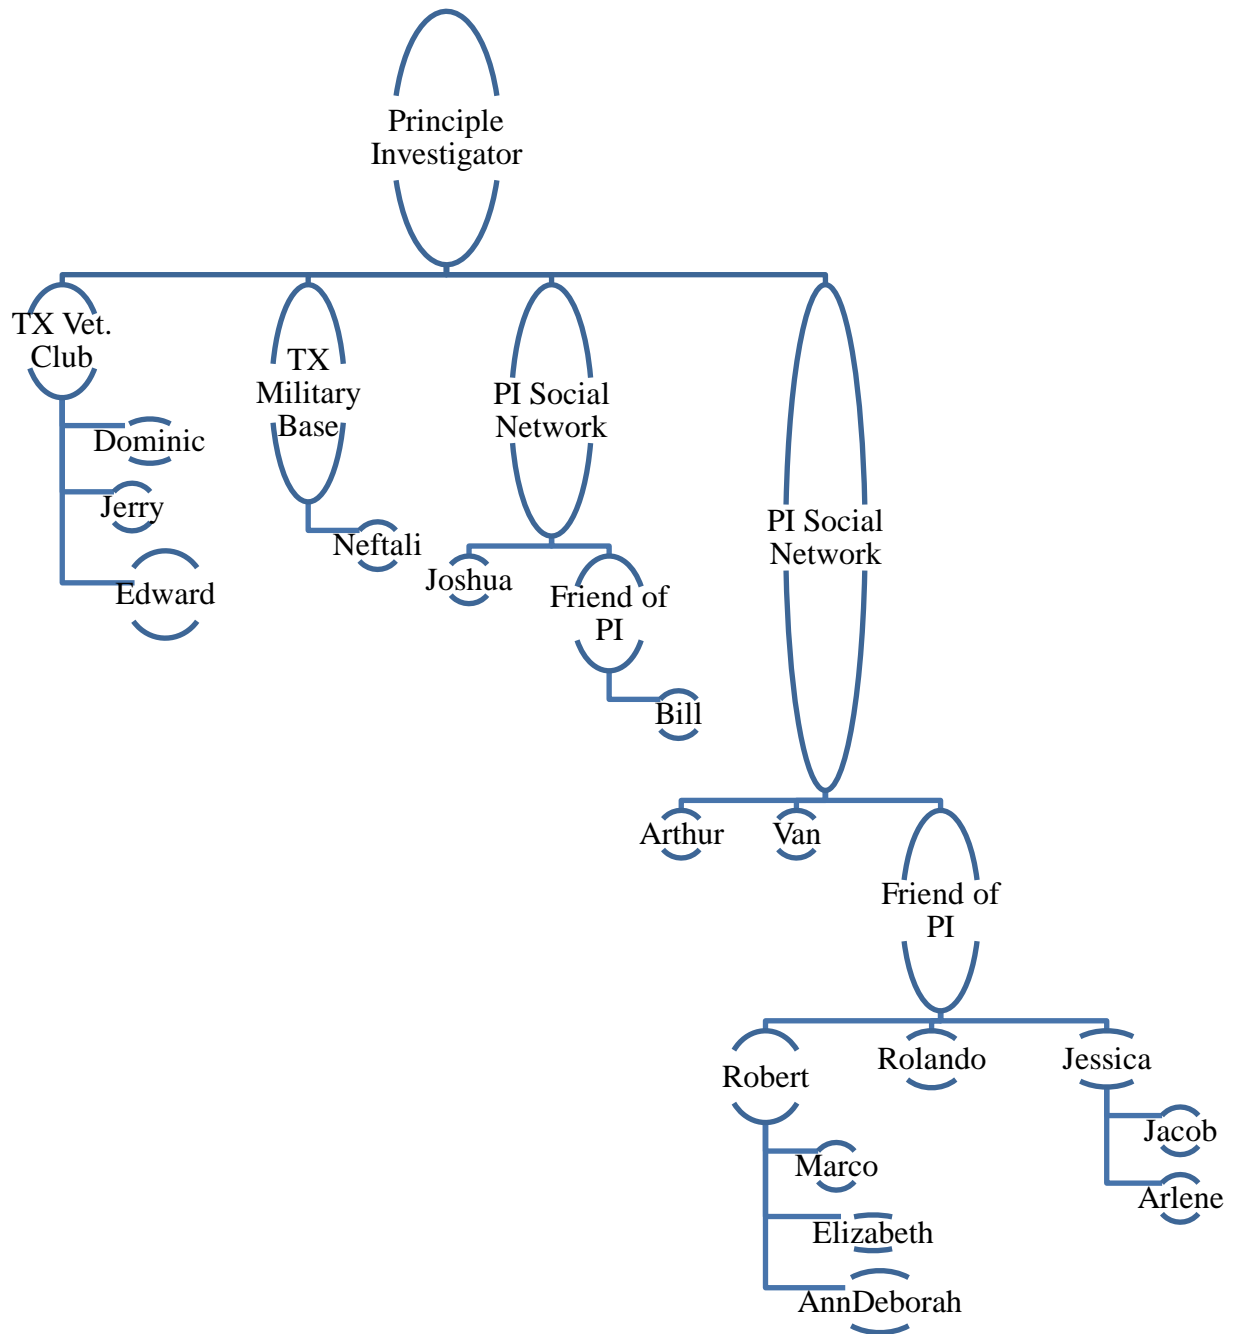 Principle
Investigator
TX Vet.
Club
Dominic
Jerry
Edward
TX
Military
Base
Neftali
PI Social
Network
Joshua
Friend of
PI
Bill
PI Social
Network
Arthur
Van
Friend of
PI
Robert
Marco
Elizabeth
AnnDeborah
Rolando
Jessica
Jacob
Arlene